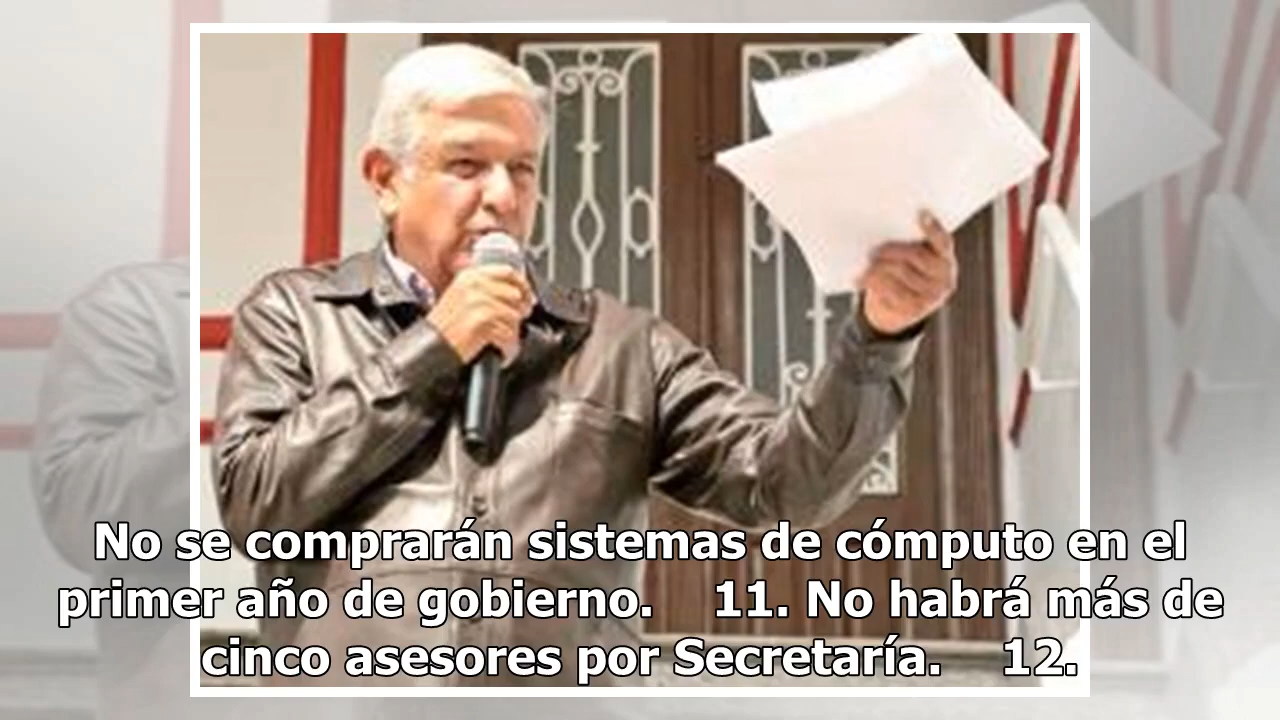 No se comprarán sistemas de cómputo en el
primer año de gobierno. 11. No habrá más de
cinco asesores por Secretaría. 12.